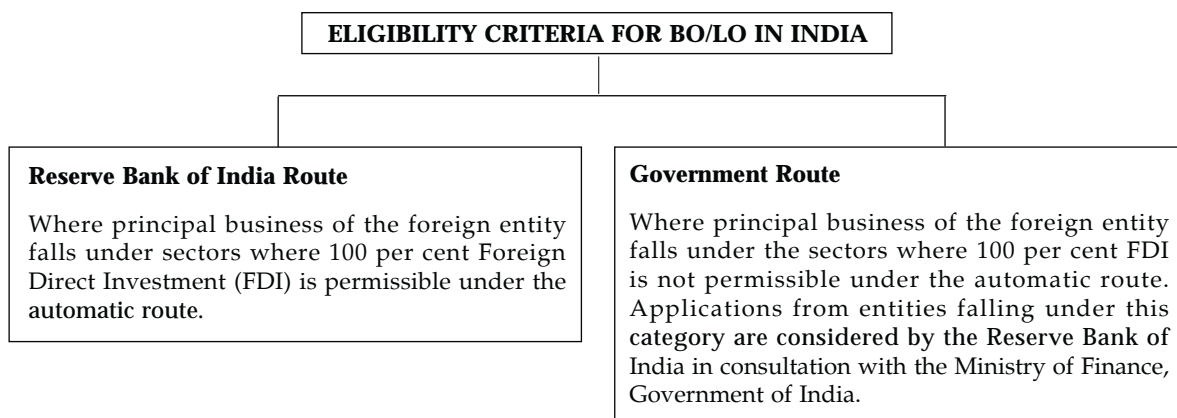 ELIGIBILITY CRITERIA FOR BO/LO IN INDIA
Reserve Bank of India Route
Where principal business of the foreign entity
falls under sectors where 100 per cent Foreign
Direct Investment (FDI) is permissible under the
automatic route.
Government Route
Where principal business of the foreign entity
falls under the sectors where 100 per cent FDI
is not permissible under the automatic route.
Applications from entities falling under this
category are considered by the Reserve Bank of
India in consultation with the Ministry of Finance,
Government of India.